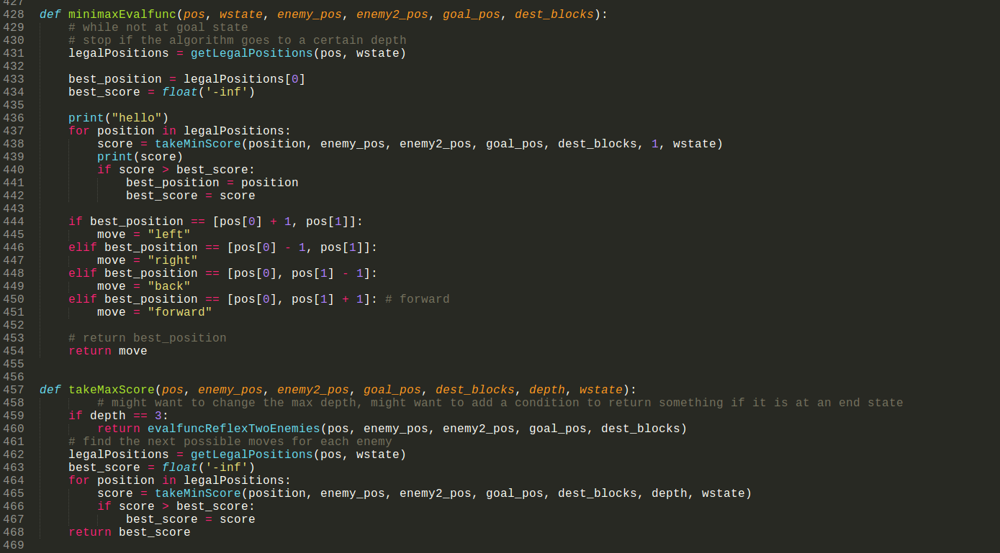 427
428 def minimaxEvalfunc(pos, wstate, enemy_pos, enemy2_pos, goal_pos, dest_blocks):
429     # while not at goal state
430     # stop if the algorithm goes to a certain depth
431     legalPositions = getLegalPositions(pos, wstate)
432
433     best_position = legalPositions[0]
434     best_score = float('-inf')
435
436     print("hello")
437     for position in legalPositions:
438         score = takeMinScore(position, enemy_pos, enemy2_pos, goal_pos, dest_blocks, 1, wstate)
439         print(score)
440         if score > best_score:
441             best_position = position
442             best_score = score
443
444     if best_position == [pos[0] + 1, pos[1]]:
445         move = "left"
446     elif best_position == [pos[0] - 1, pos[1]]:
447         move = "right"
448     elif best_position == [pos[0], pos[1] - 1]:
449         move = "back"
450     elif best_position == [pos[0], pos[1] + 1]: # forward
451         move = "forward"
452
453     # return best_position
454     return move
455
456
457 def takeMaxScore(pos, enemy_pos, enemy2_pos, goal_pos, dest_blocks, depth, wstate):
458         # might want to change the max depth, might want to add a condition to return something if it is at an end state
459     if depth == 3:
460         return evalfuncReflexTwoEnemies(pos, enemy_pos, enemy2_pos, goal_pos, dest_blocks)
461     # find the next possible moves for each enemy
462     legalPositions = getLegalPositions(pos, wstate)
463     best_score = float('-inf')
464     for position in legalPositions:
465         score = takeMinScore(position, enemy_pos, enemy2_pos, goal_pos, dest_blocks, depth, wstate)
466         if score > best_score:
467             best_score = score
468     return best_score
469